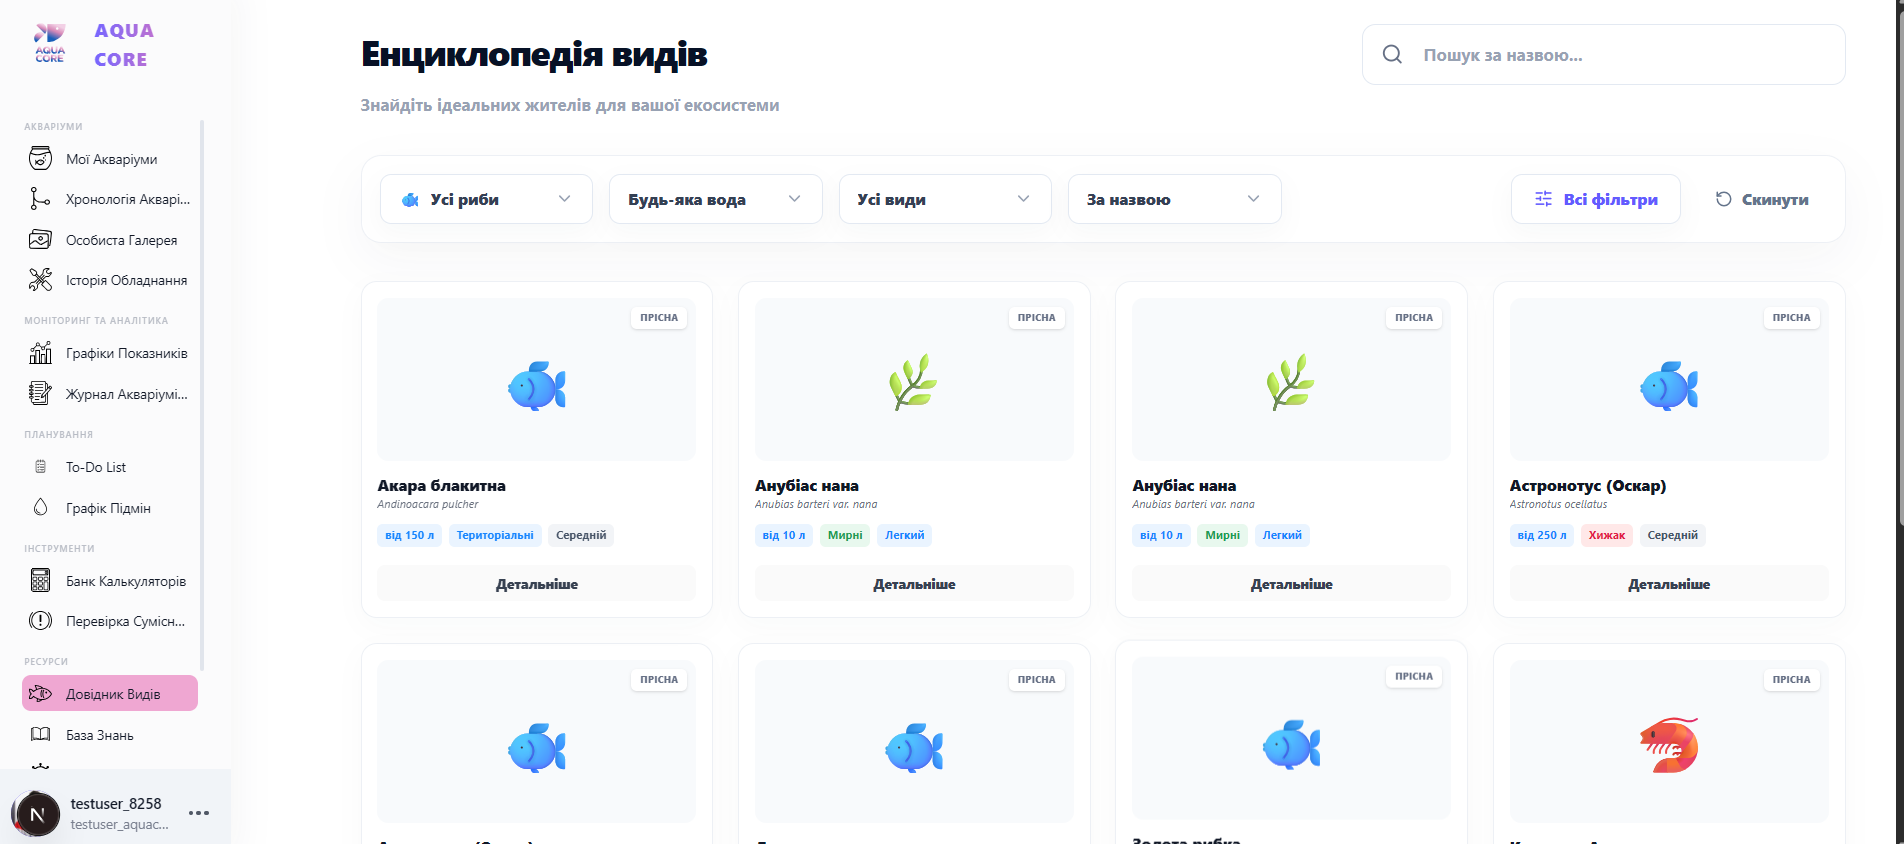 AQUA
CORE
AQUA
CORE
АКВАРІУМИ
Мої Акваріуми
Хронологія Акварі...
Особиста Галерея
Історія Обладнання
МОНІТОРИНГ ТА АНАЛІТИКА
Графіки Показників
Журнал Акваріумі...
ПЛАНУВАННЯ
To-Do List
Графік Підмін
ІНСТРУМЕНТИ
Банк Калькуляторів
Перевірка Сумісн...
РЕСУРСИ
Довідник Видів
База Знань
N
testuser_8258
testuser_aquac...
Енциклопедія видів
Знайдіть ідеальних жителів для вашої екосистеми
Пошук за назвою...
Усі риби
Будь-яка вода
Усі види
За назвою
Всі фільтри
Скинути
ПРІСНА
Акара блакитна
Andinoacara pulcher
від 150 л Територіальні Середній
Детальніше
ПРІСНА
Анубіас нана
Anubias barteri var. nana
від 10 л Мирні Легкий
Детальніше
ПРІСНА
Анубіас нана
Anubias barteri var. nana
від 10 л Мирні Легкий
Детальніше
ПРІСНА
Астронотус (Оскар)
Astronotus ocellatus
від 250 л Хижак Середній
Детальніше
ПРІСНА
ПРІСНА
ПРІСНА
Золота рибка
ПРІСНА